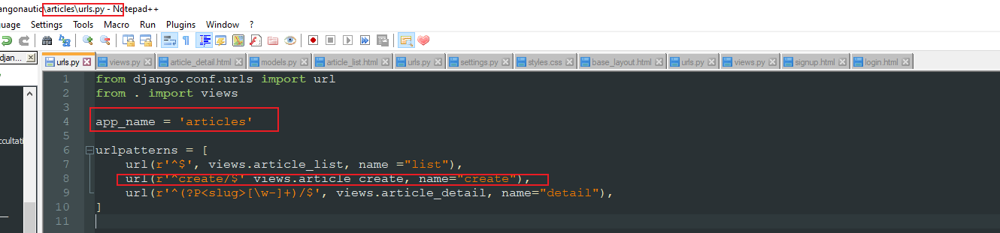 angonautic\articles\urls.py - Notepad++
guage Settings Tools Macro Run Plugins Window ?
djan...
urls.py views.py article_detail.html models.py article_list.html urls.py settings.py styles.css base_layout.html urls.py views.py signup.html login.html
ccultati
1 from django.conf.urls import url
2 from . import views
3
4 app_name = 'articles'
5
6 urlpatterns = [
7 url(r'^$', views.article_list, name ="list"),
8 url(r'^create/$' views.article create, name="create"),
9 url(r'^(?P<slug>[\w-]+)/$', views.article_detail, name="detail"),
10 ]
11